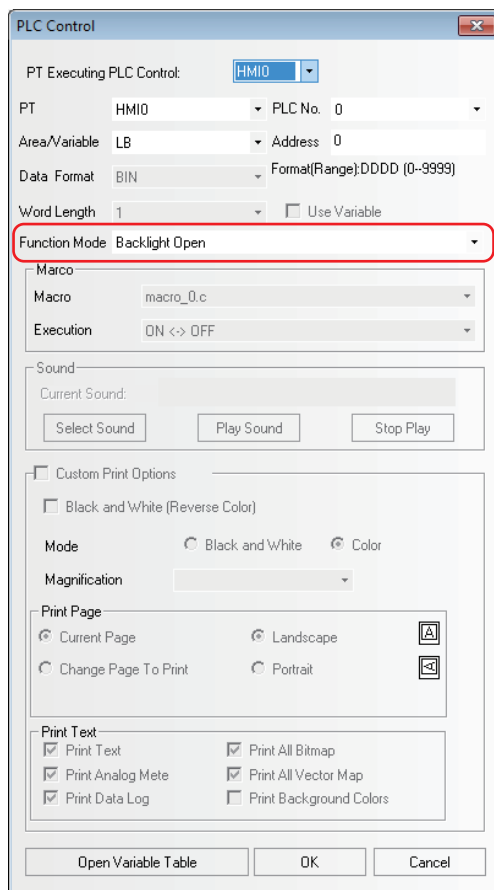 PLC Control
PT Executing PLC Control: HMI0
PT HMI0 PLC No. 0
Area/Variable LB Address 0
Data Format BIN Format(Range):DDDD (0--9999)
Word Length 1 Use Variable
Function Mode Backlight Open
Marco
Macro macro_0.c
Execution ON <-> OFF
Sound
Current Sound:
Select Sound Play Sound Stop Play
Custom Print Options
Black and White (Reverse Color)
Mode Black and White Color
Magnification
Print Page
Current Page Landscape A
Change Page To Print Portrait A
Print Text
Print Text Print All Bitmap
Print Analog Mete Print All Vector Map
Print Data Log Print Background Colors
Open Variable Table OK Cancel